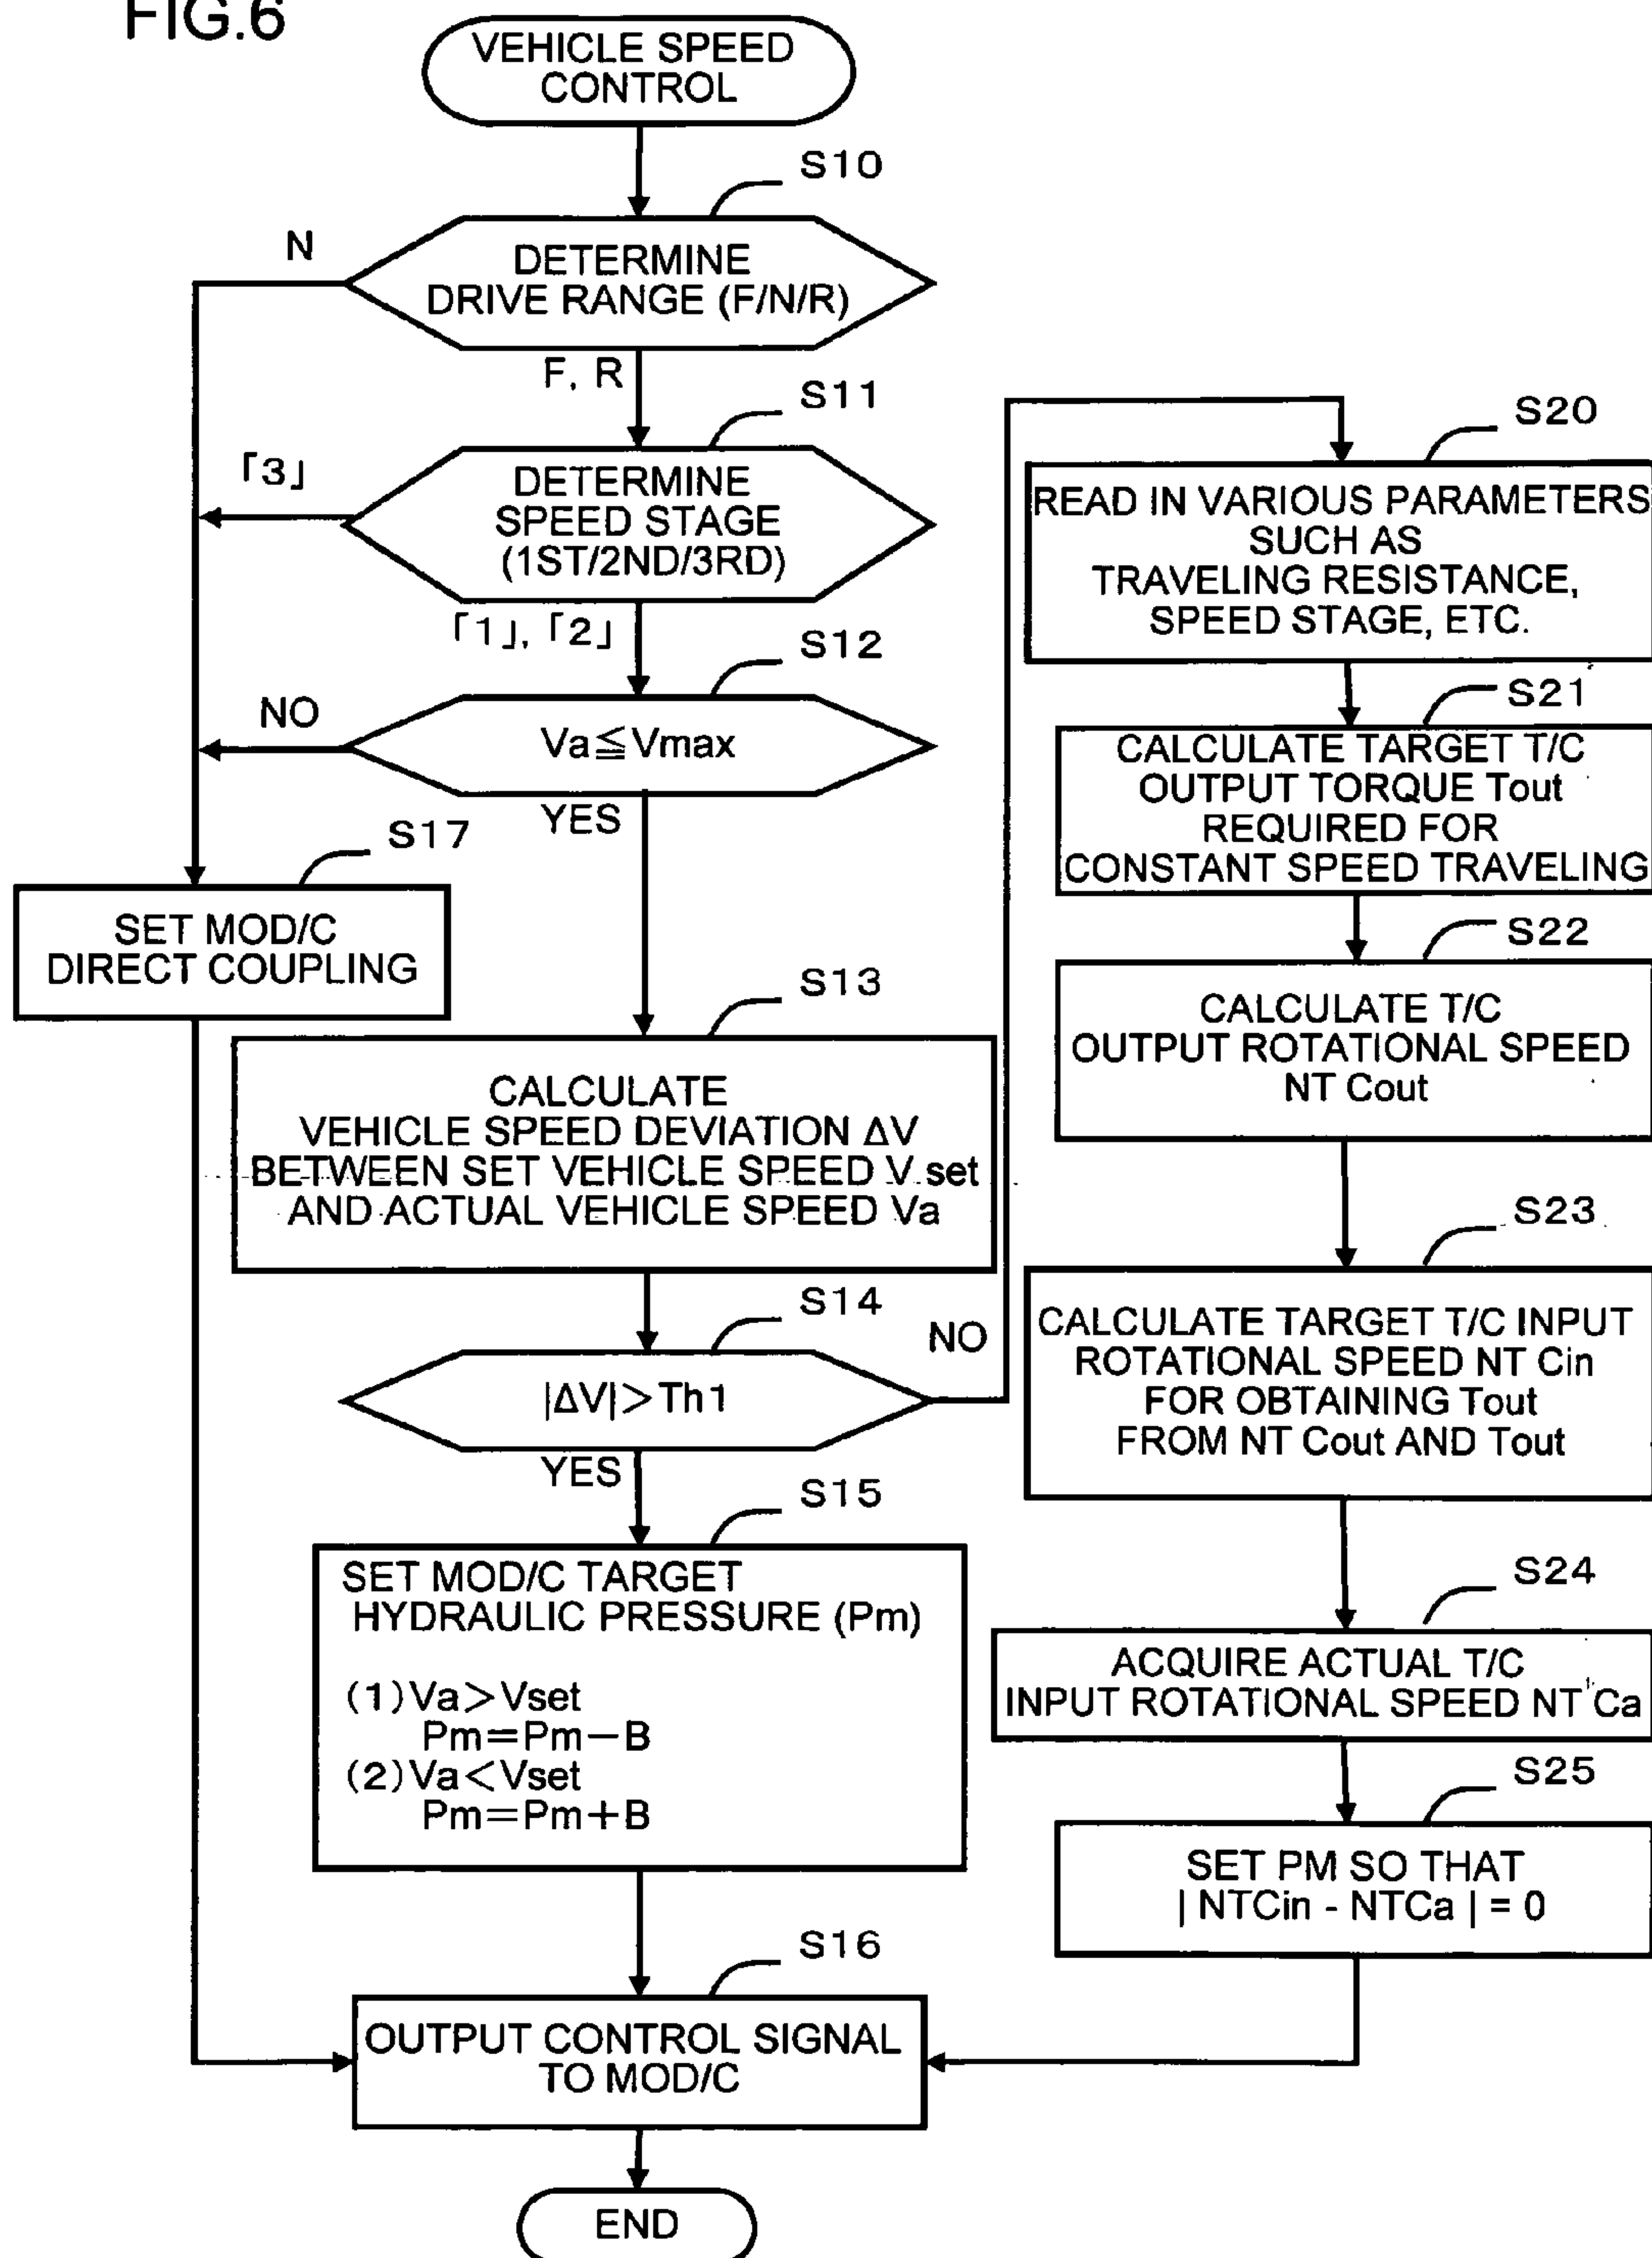 FIG.6
VEHICLE SPEED
CONTROL
S10
N
DETERMINE
DRIVE RANGE (F/N/R)
F, R
S11
「3」
DETERMINE
SPEED STAGE
(1ST/2ND/3RD)
「1」, 「2」
S12
NO
Va≦Vmax
YES
S17
SET MOD/C
DIRECT COUPLING
S13
CALCULATE
VEHICLE SPEED DEVIATION ΔV
BETWEEN SET VEHICLE SPEED V set
AND ACTUAL VEHICLE SPEED Va
S14
NO
|ΔV|>Th1
YES
S15
SET MOD/C TARGET
HYDRAULIC PRESSURE (Pm)
(1)Va>Vset
Pm=Pm−B
(2)Va<Vset
Pm=Pm+B
S16
OUTPUT CONTROL SIGNAL
TO MOD/C
END
S20
READ IN VARIOUS PARAMETERS
SUCH AS
TRAVELING RESISTANCE,
SPEED STAGE, ETC.
S21
CALCULATE TARGET T/C
OUTPUT TORQUE Tout
REQUIRED FOR
CONSTANT SPEED TRAVELING
S22
CALCULATE T/C
OUTPUT ROTATIONAL SPEED
NT Cout
S23
CALCULATE TARGET T/C INPUT
ROTATIONAL SPEED NT Cin
FOR OBTAINING Tout
FROM NT Cout AND Tout
S24
ACQUIRE ACTUAL T/C
INPUT ROTATIONAL SPEED NT Ca
S25
SET PM SO THAT
| NTCin - NTCa | = 0